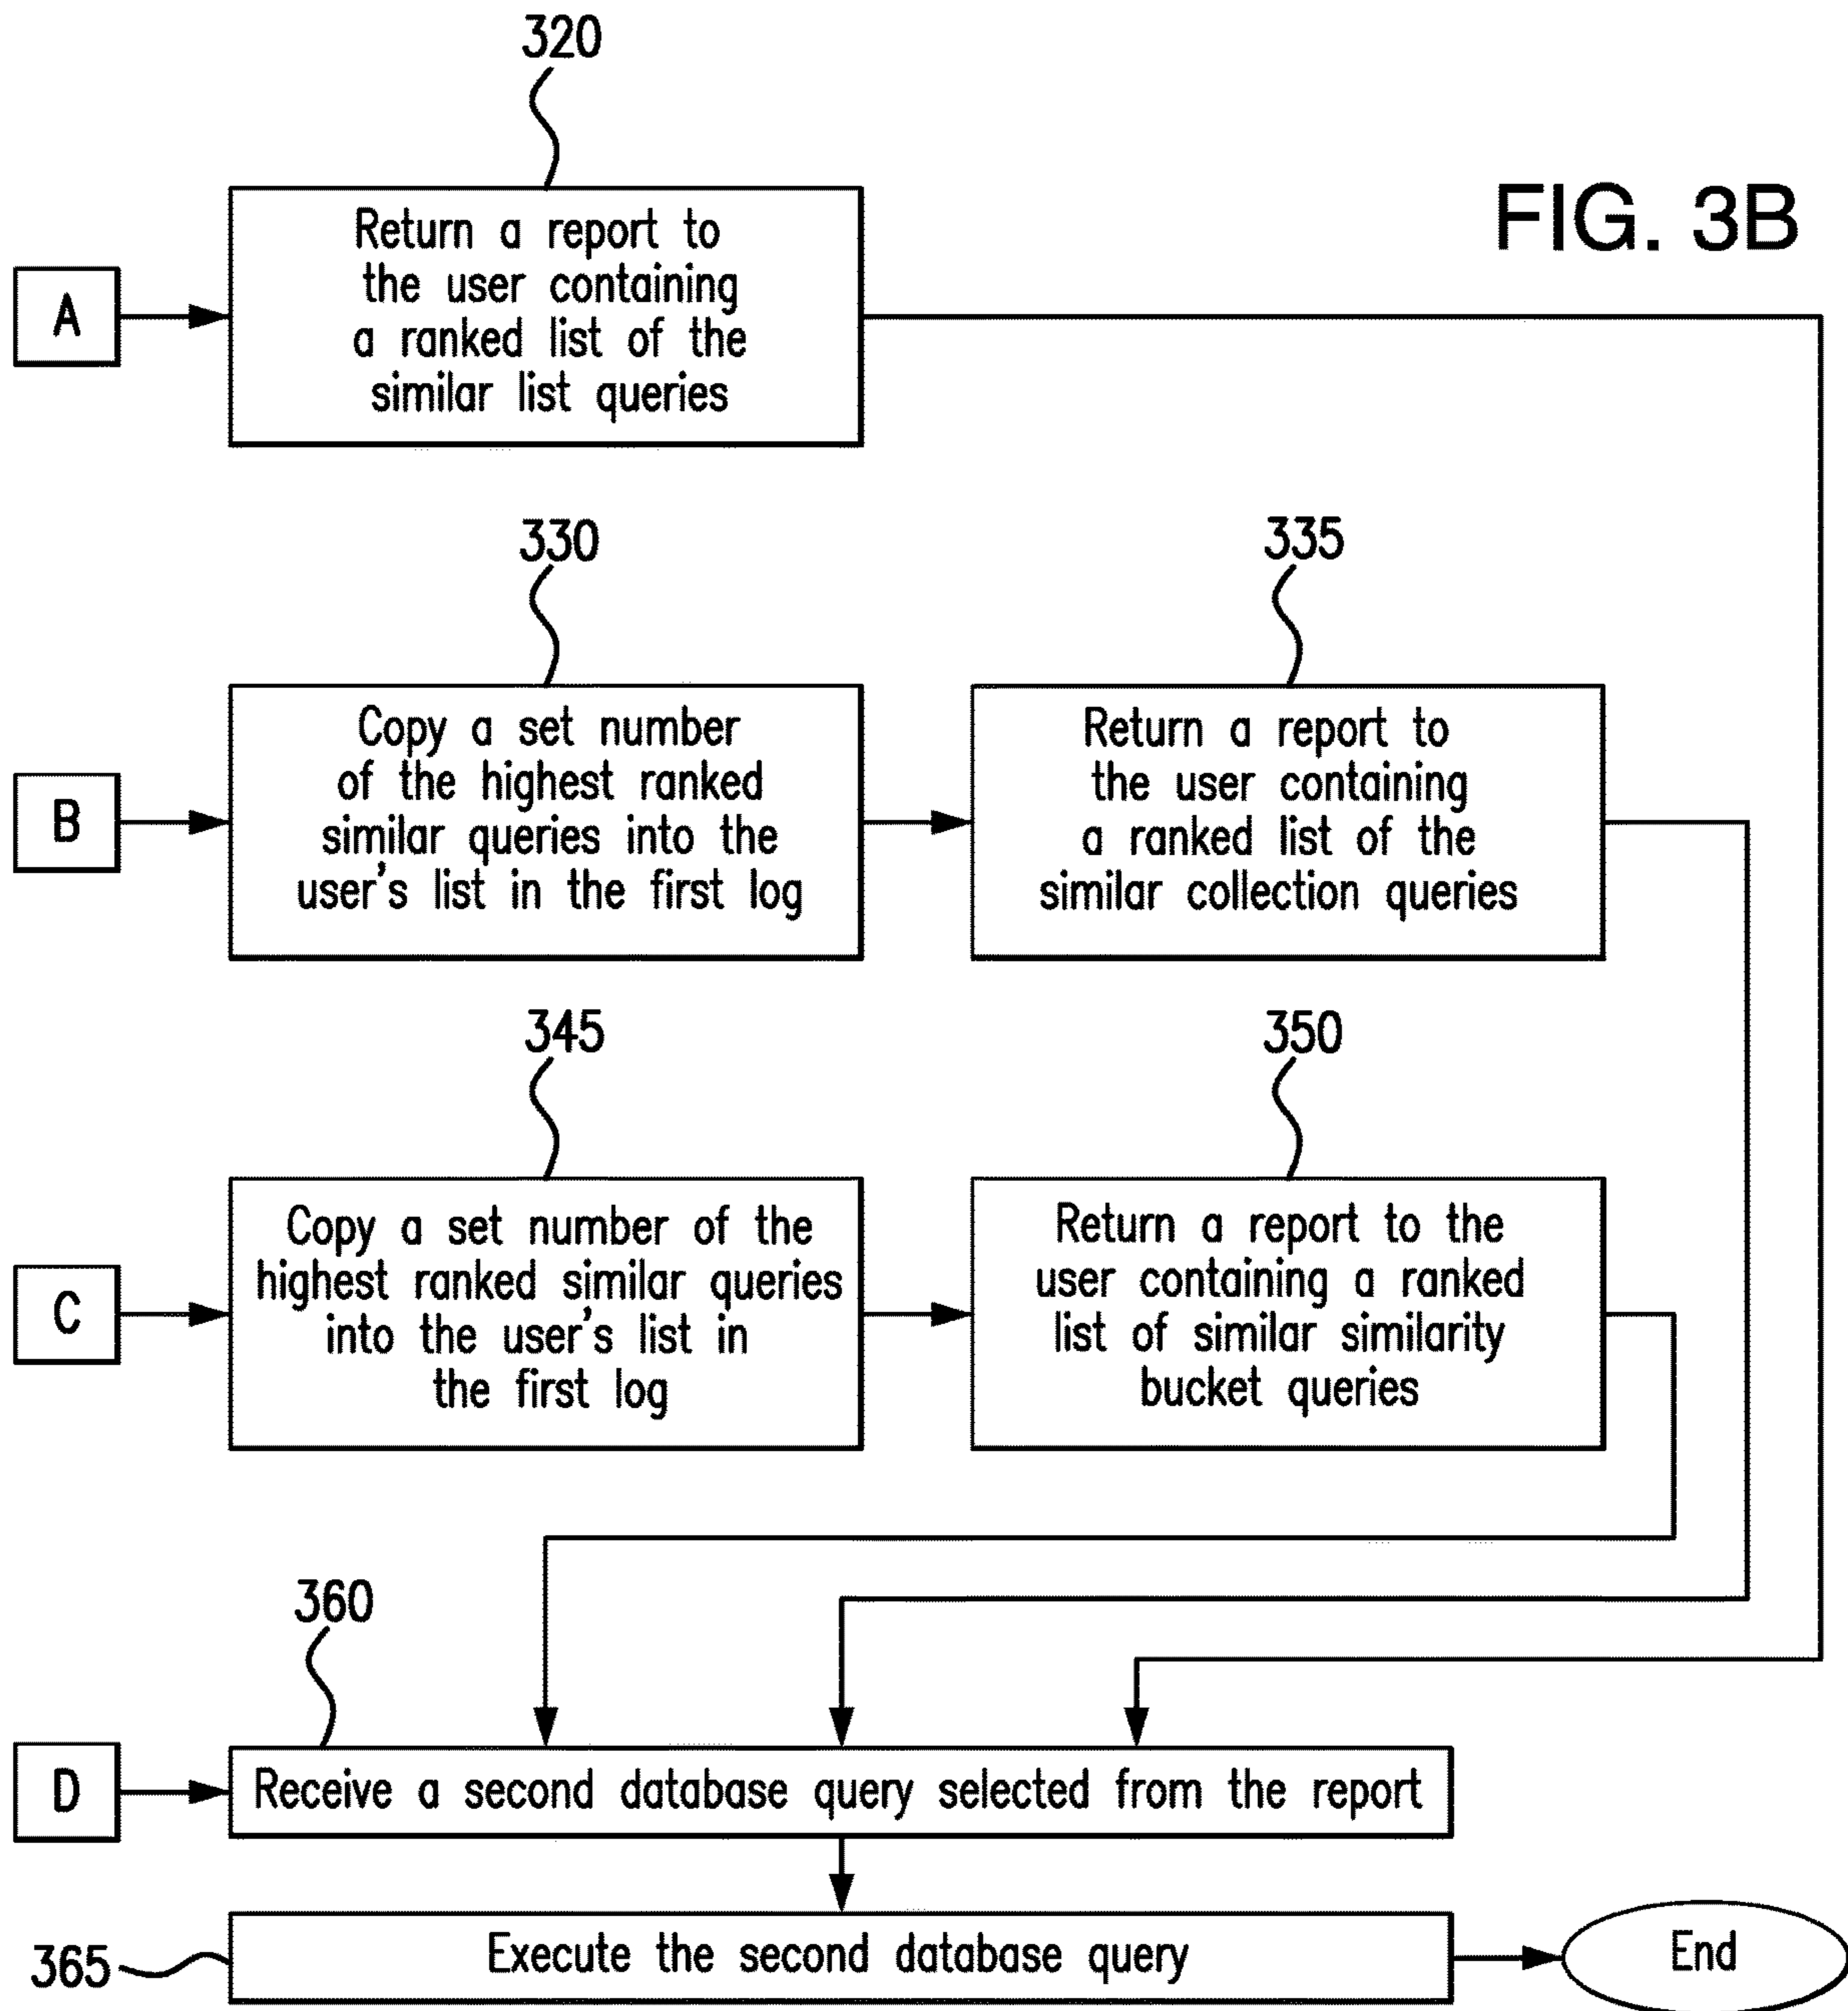 320
FIG. 3B
A
Return a report to
the user containing
a ranked list of the
similar list queries
330
335
B
Copy a set number
of the highest ranked
similar queries into the
user's list in the first log
Return a report to
the user containing
a ranked list of the
similar collection queries
345
350
C
Copy a set number of the
highest ranked similar queries
into the user's list in
the first log
Return a report to the
user containing a ranked
list of similar similarity
bucket queries
360
D
Receive a second database query selected from the report
365
Execute the second database query
End